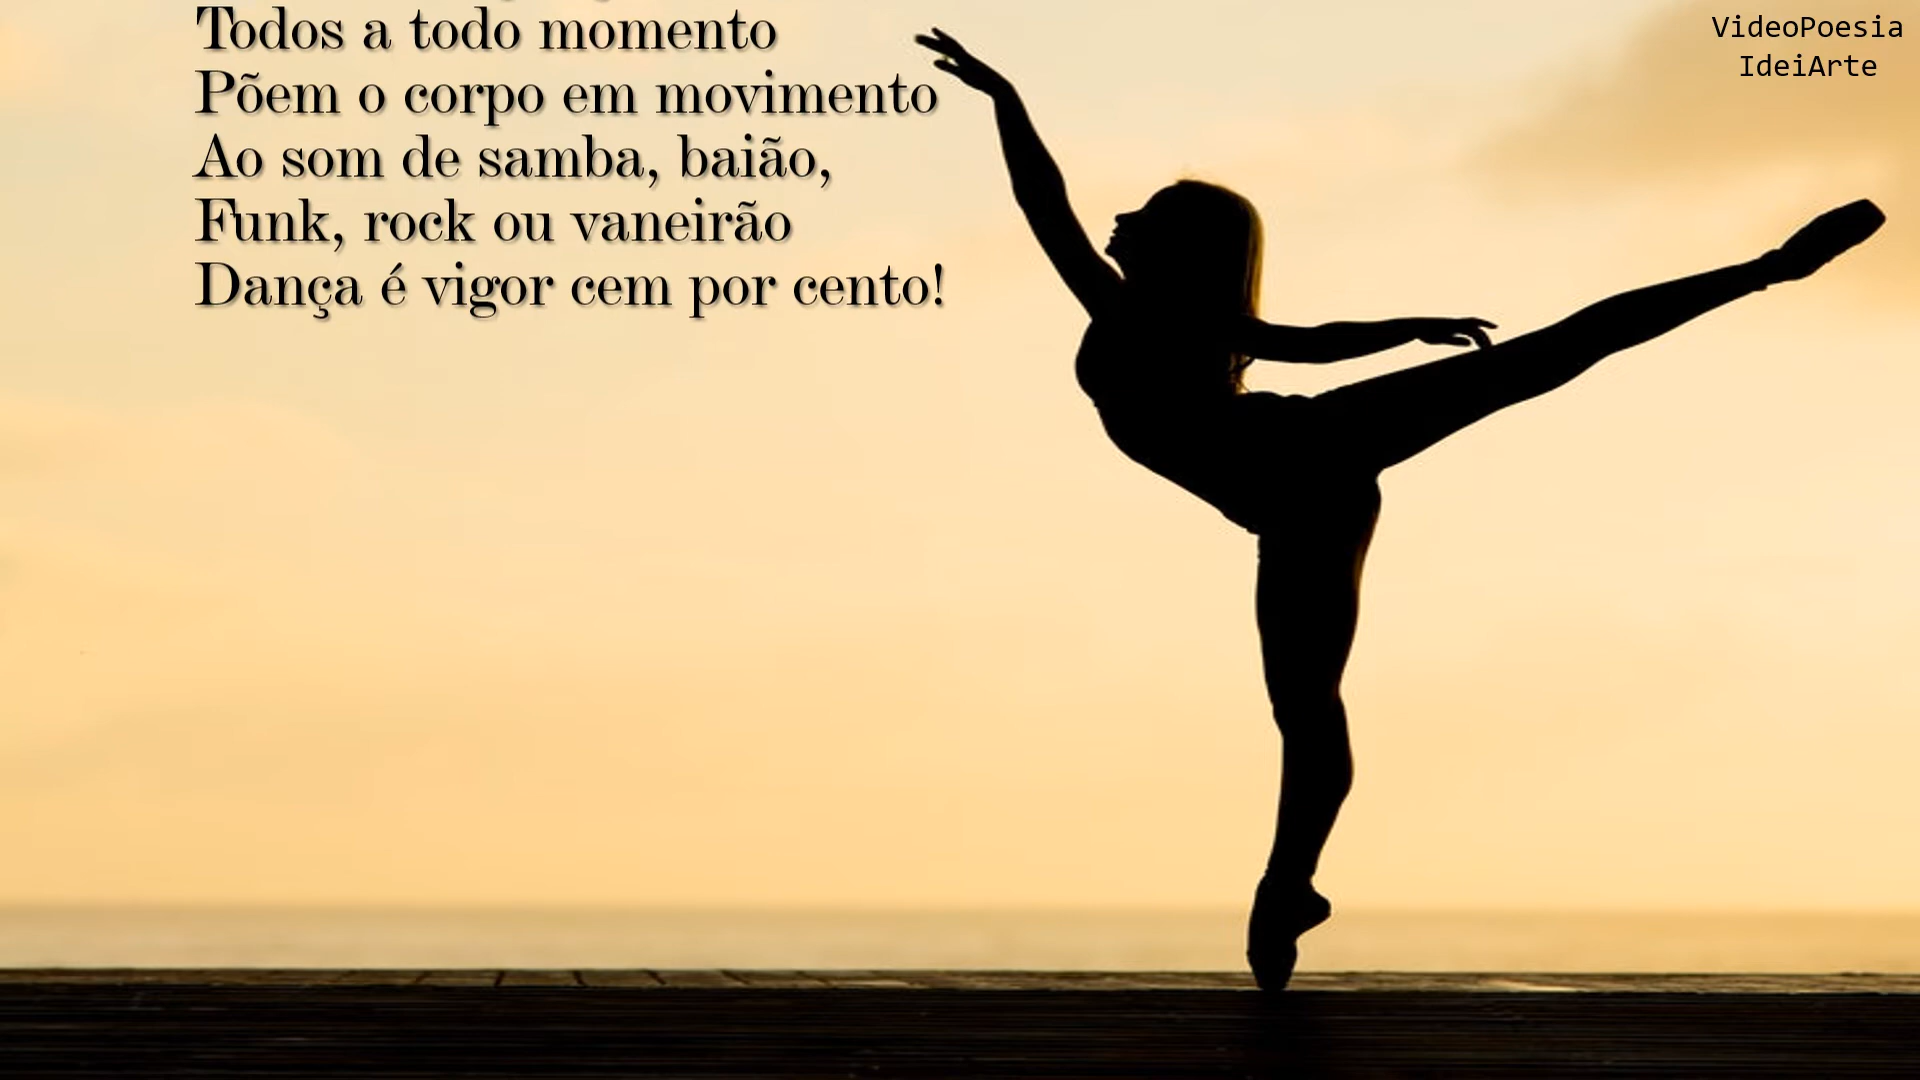 Todos a todo momento
Põem o corpo em movimento
Ao som de samba, baião,
Funk, rock ou vaneirão
Dança é vigor cem por cento!
VideoPoesia
IdeiArte